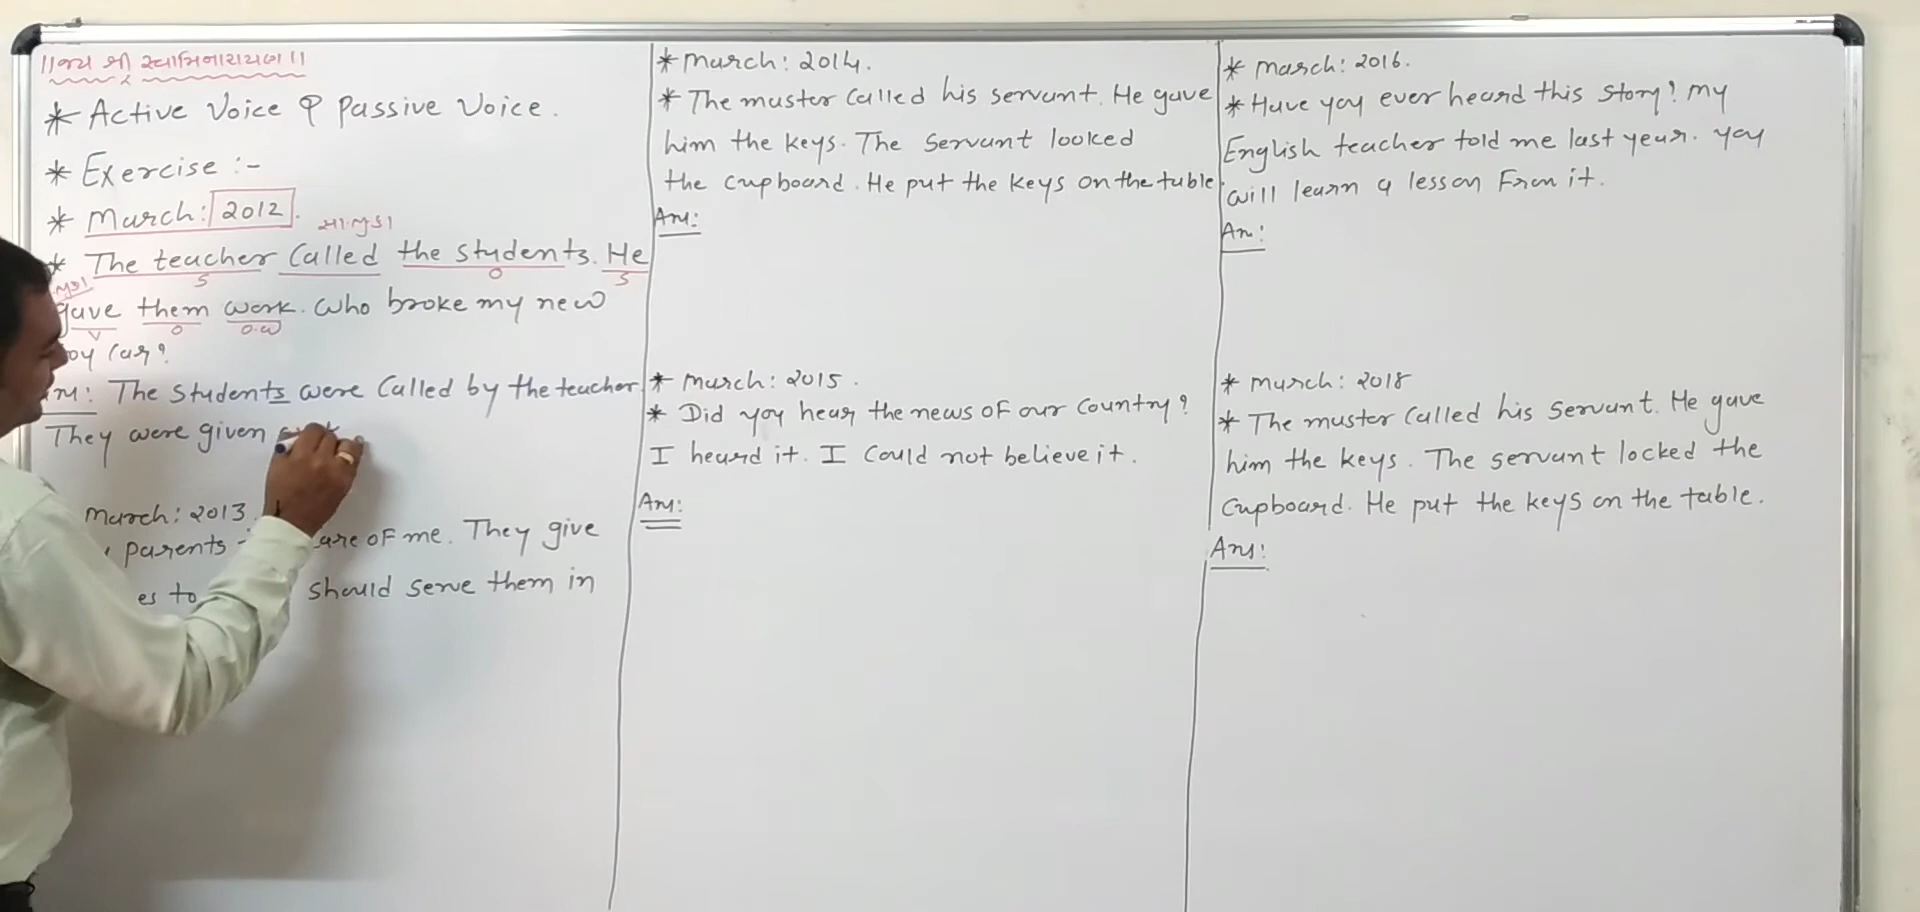 ||જય શ્રી સ્વામિનારાયણ||
* Active Voice & Passive Voice.
* Exercise :-
* March: 2012.
સા.ભુ.કા
* The teacher called the students. He
S O S
ભુ.કા
gave them work. Who broke my new
V O O.W
toy car?
Ans: The students were called by the teacher.
They were given
March: 2013.
parents care of me. They give
es to should serve them in
* March: 2014.
* The master called his servant. He gave
him the keys. The servant looked
the cupboard. He put the keys on the table.
Ans:
* March: 2015.
* Did you hear the news of our country?
I heard it. I could not believe it.
Ans:
* March: 2016.
* Have you ever heard this story? My
English teacher told me last year. You
will learn a lesson from it.
An:
* March: 2018
* The master called his servant. He gave
him the keys. The servant locked the
cupboard. He put the keys on the table.
Ans: